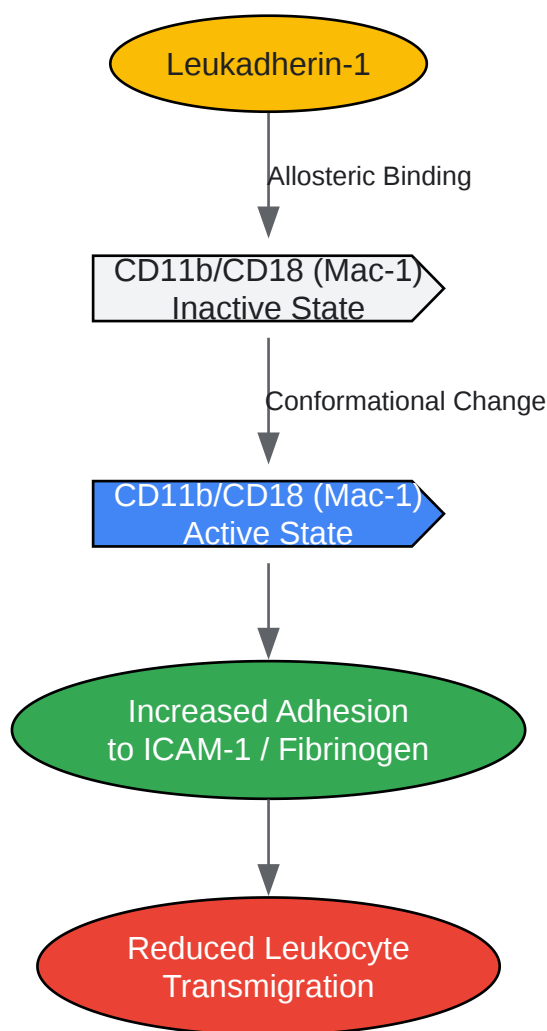 Leukadherin-1
Allosteric Binding
CD11b/CD18 (Mac-1)
Inactive State
Conformational Change
CD11b/CD18 (Mac-1)
Active State
Increased Adhesion
to ICAM-1 / Fibrinogen
Reduced Leukocyte
Transmigration